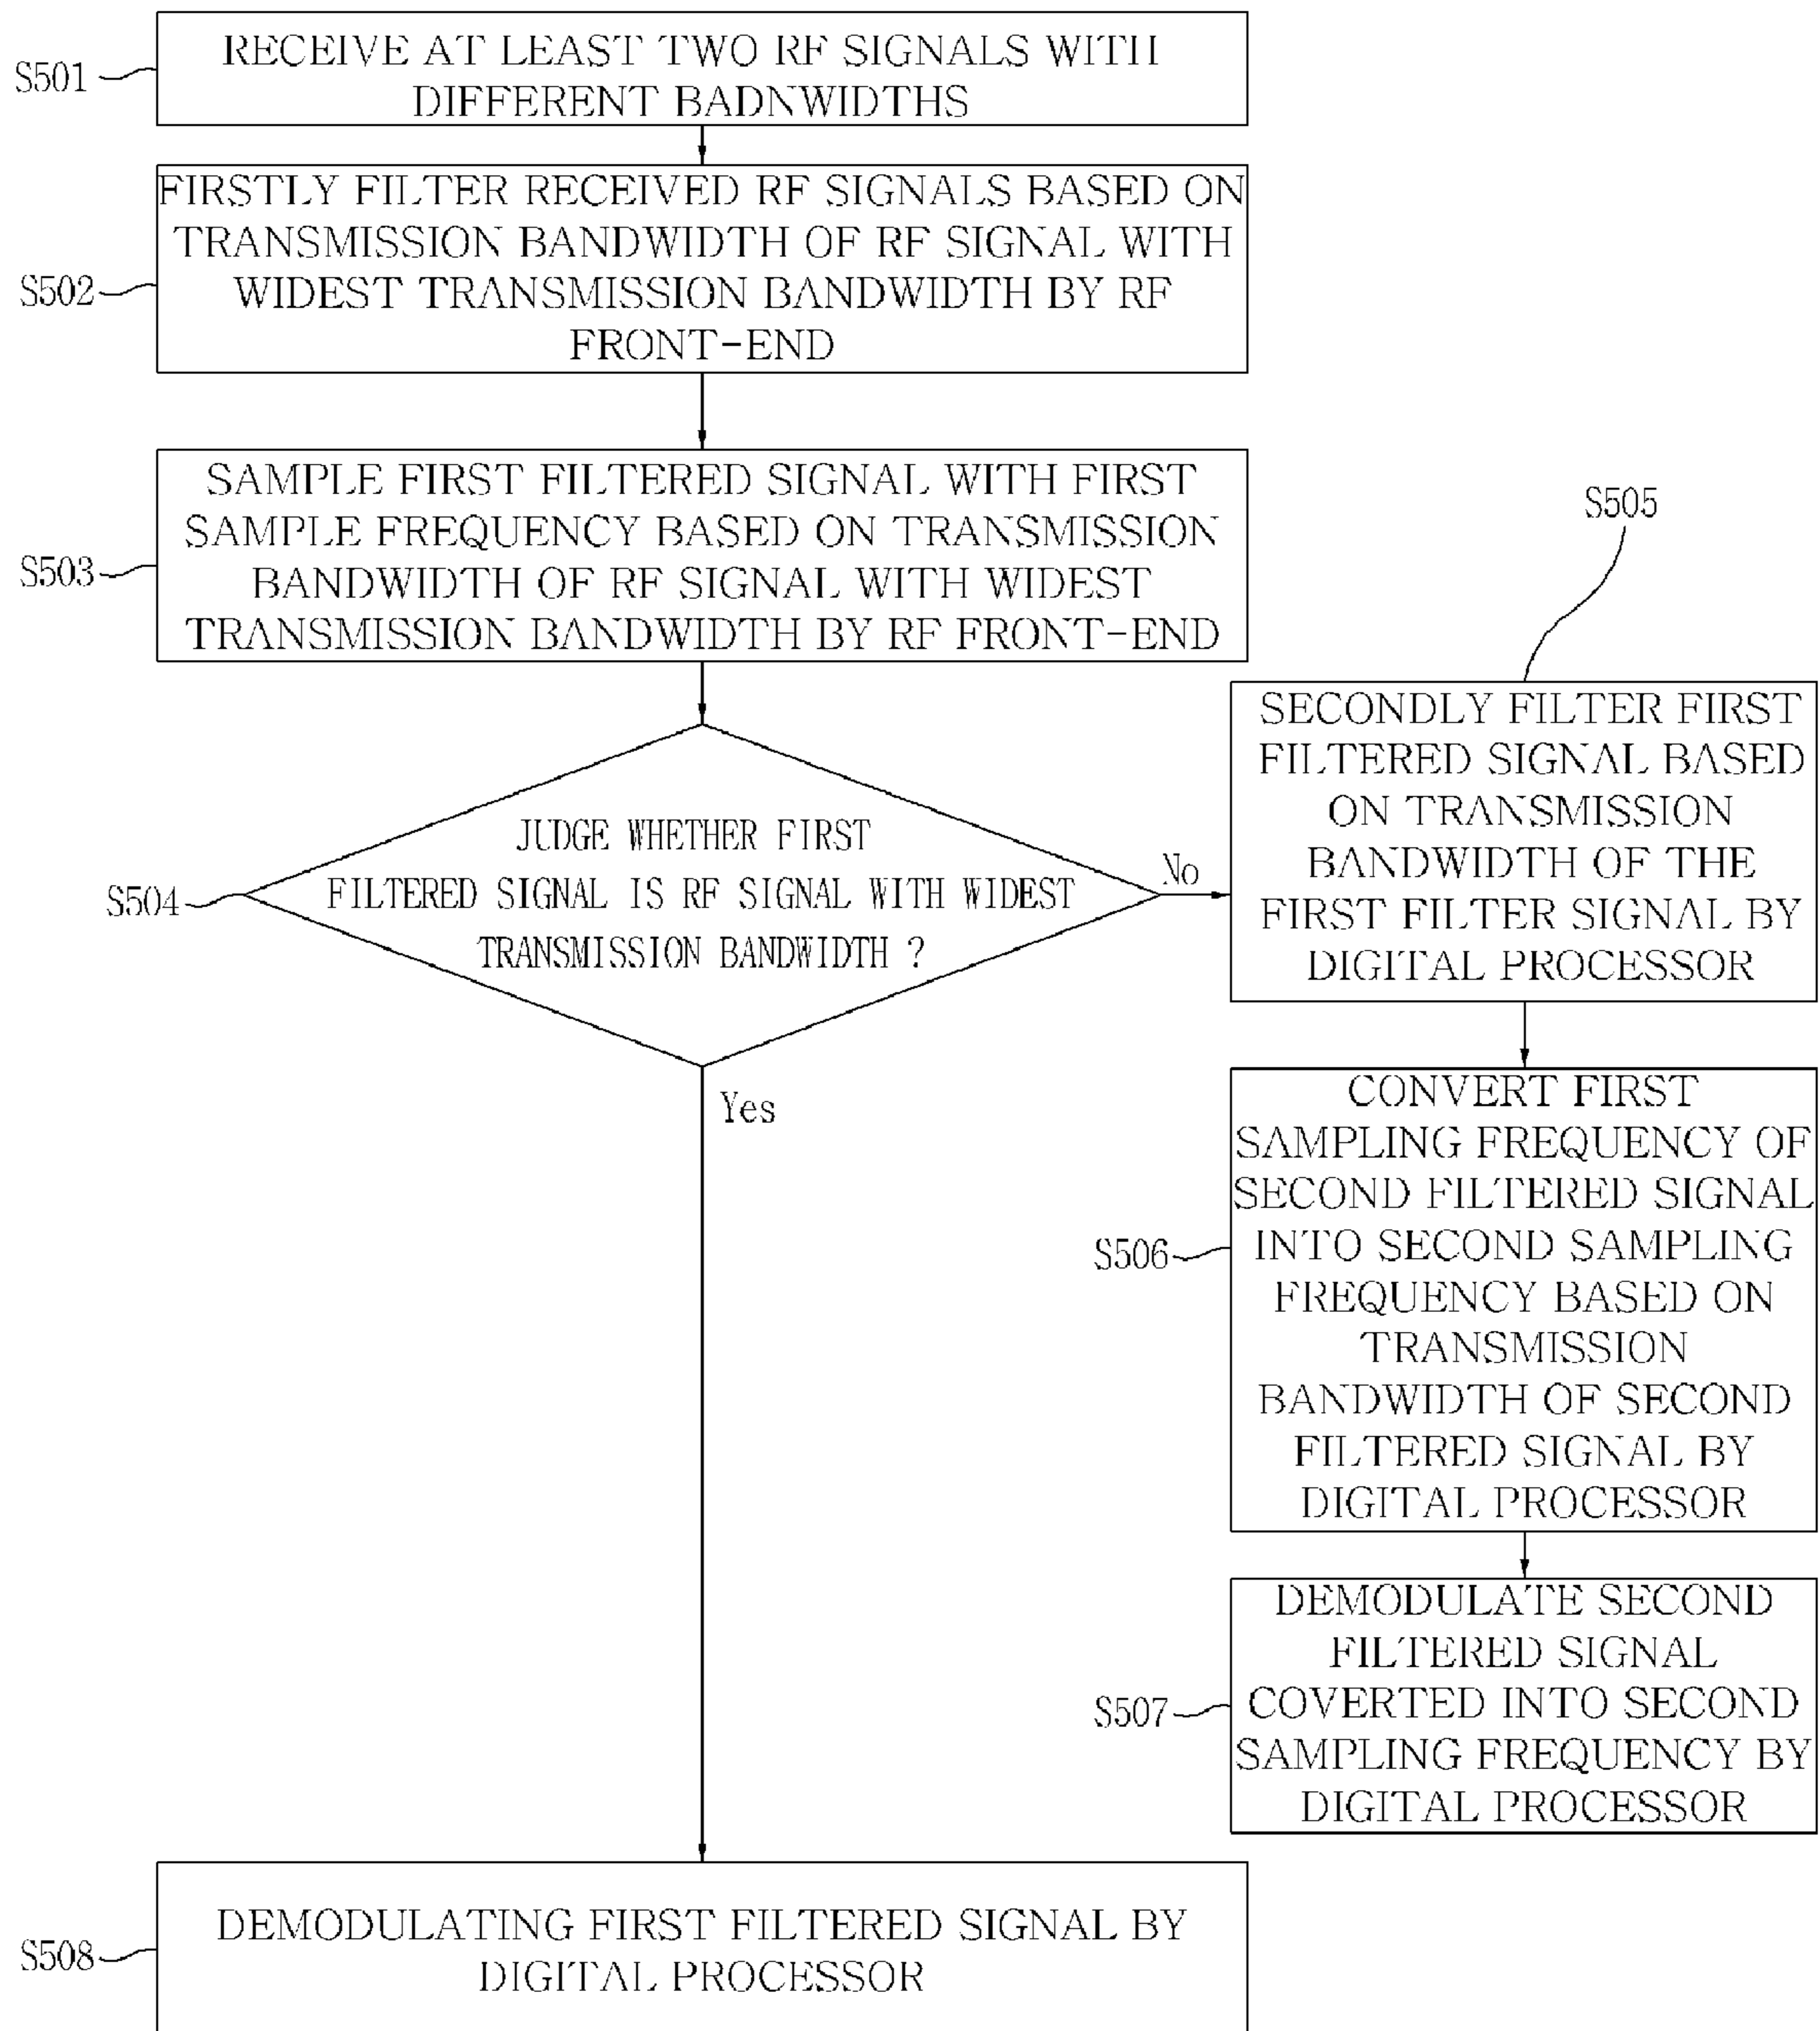 S501
RECEIVE AT LEAST TWO RF SIGNALS WITH
DIFFERENT BADNWIDTHS
S502
FIRSTLY FILTER RECEIVED RF SIGNALS BASED ON
TRANSMISSION BANDWIDTH OF RF SIGNAL WITH
WIDEST TRANSMISSION BANDWIDTH BY RF
FRONT-END
S503
SAMPLE FIRST FILTERED SIGNAL WITH FIRST
SAMPLE FREQUENCY BASED ON TRANSMISSION
BANDWIDTH OF RF SIGNAL WITH WIDEST
TRANSMISSION BANDWIDTH BY RF FRONT-END
S504
JUDGE WHETHER FIRST
FILTERED SIGNAL IS RF SIGNAL WITH WIDEST
TRANSMISSION BANDWIDTH ?
No
Yes
S505
SECONDLY FILTER FIRST
FILTERED SIGNAL BASED
ON TRANSMISSION
BANDWIDTH OF THE
FIRST FILTER SIGNAL BY
DIGITAL PROCESSOR
S506
CONVERT FIRST
SAMPLING FREQUENCY OF
SECOND FILTERED SIGNAL
INTO SECOND SAMPLING
FREQUENCY BASED ON
TRANSMISSION
BANDWIDTH OF SECOND
FILTERED SIGNAL BY
DIGITAL PROCESSOR
S507
DEMODULATE SECOND
FILTERED SIGNAL
COVERTED INTO SECOND
SAMPLING FREQUENCY BY
DIGITAL PROCESSOR
S508
DEMODULATING FIRST FILTERED SIGNAL BY
DIGITAL PROCESSOR